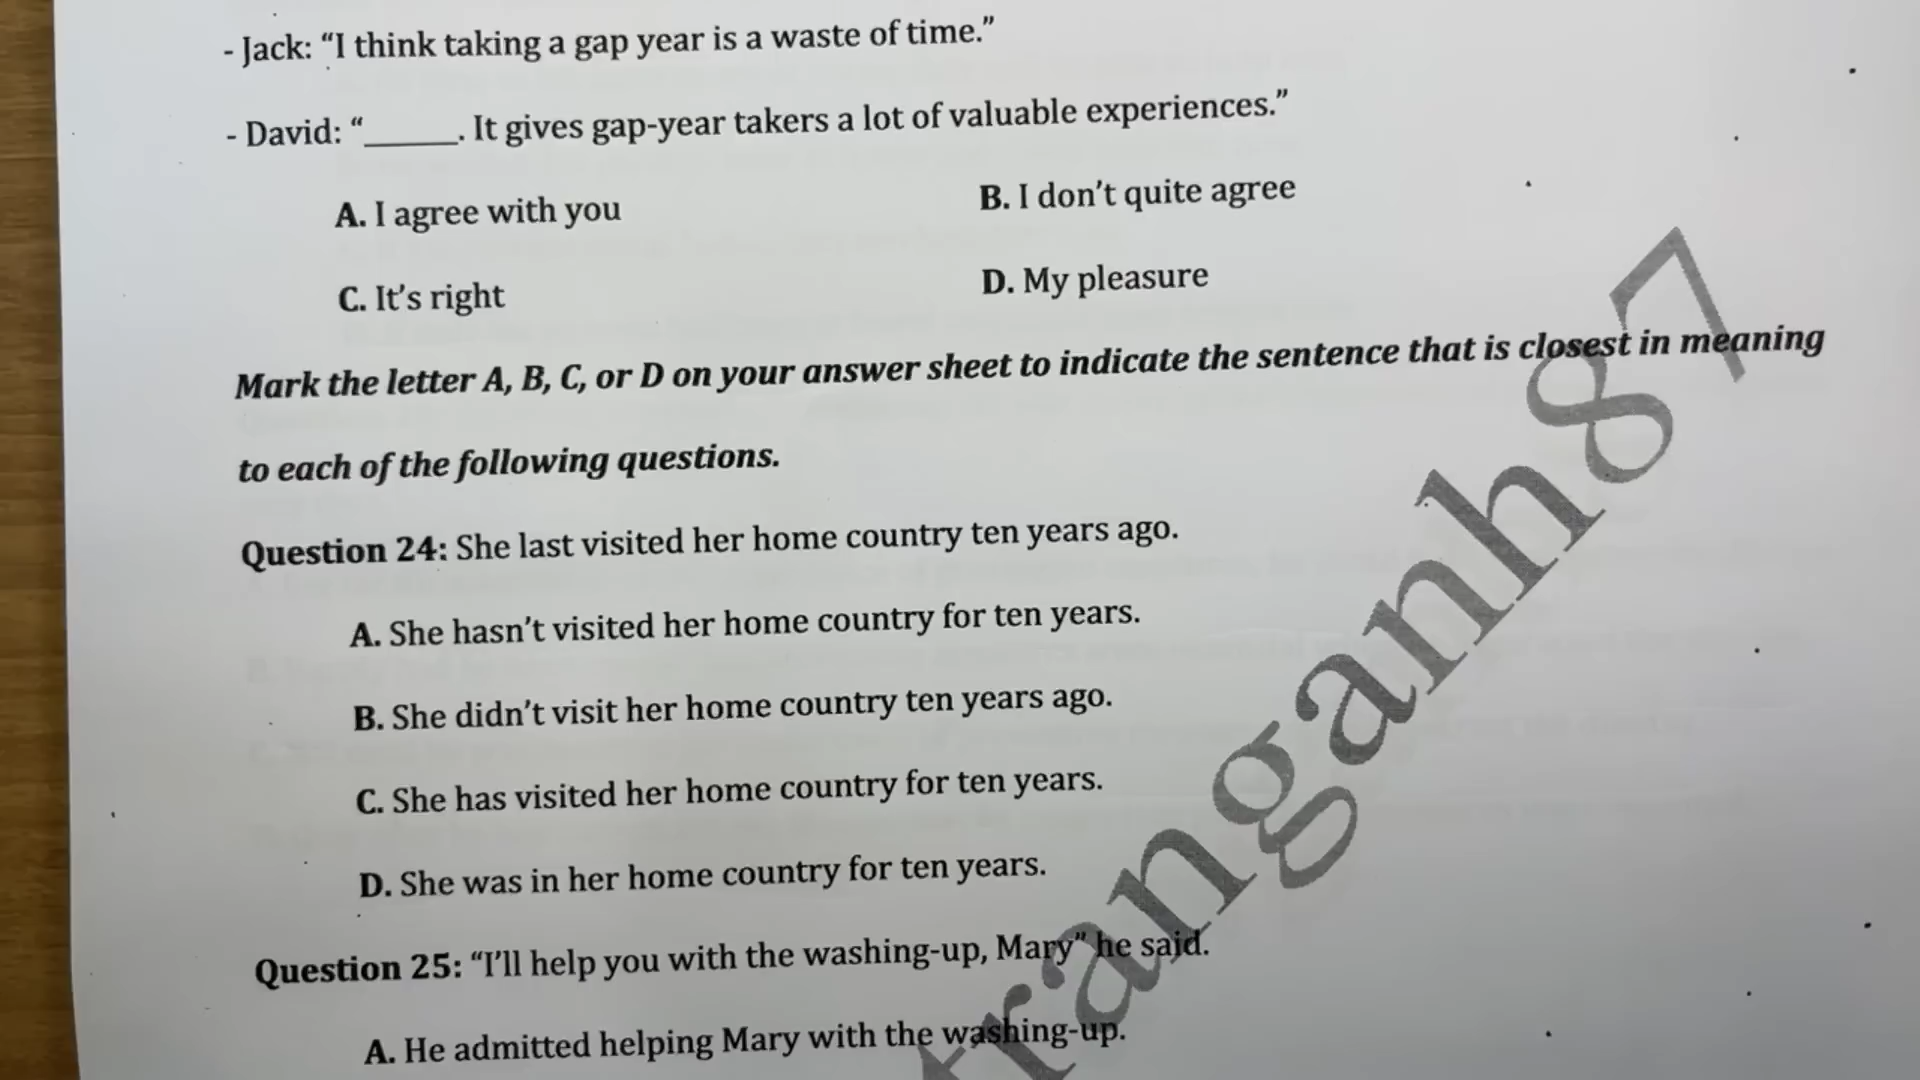 - Jack: “I think taking a gap year is a waste of time.”
- David: “_____. It gives gap-year takers a lot of valuable experiences.”
A. I agree with you B. I don’t quite agree
C. It’s right D. My pleasure
Mark the letter A, B, C, or D on your answer sheet to indicate the sentence that is closest in meaning
to each of the following questions.
Question 24: She last visited her home country ten years ago.
A. She hasn’t visited her home country for ten years.
B. She didn’t visit her home country ten years ago.
C. She has visited her home country for ten years.
D. She was in her home country for ten years.
Question 25: “I’ll help you with the washing-up, Mary” he said.
A. He admitted helping Mary with the washing-up.
tranganh87